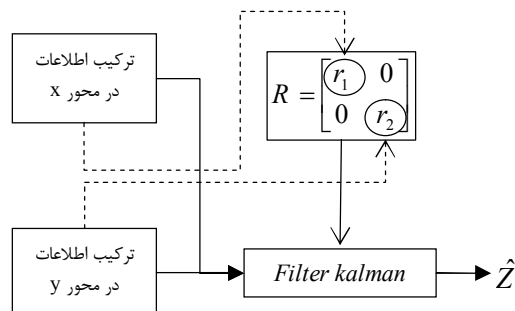 ترکیب اطلاعات
در محور x
R = [r₁ 0
0 r₂]
ترکیب اطلاعات
در محور y
Filter kalman
Ẑ